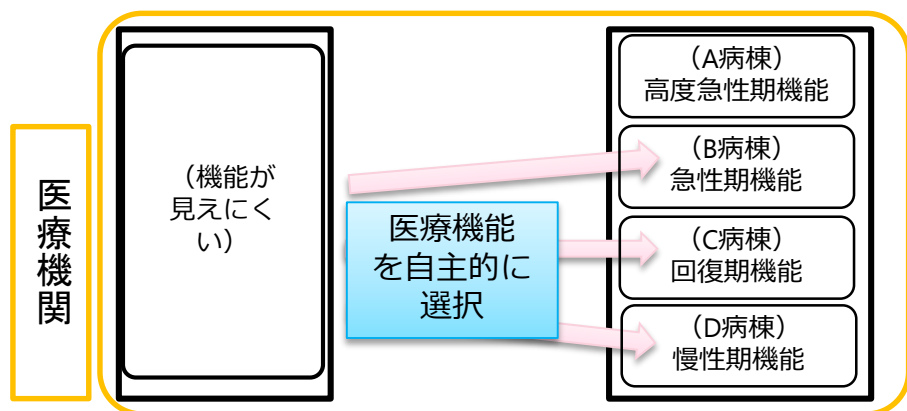 医療機関
（機能が
見えにく
い）
医療機能
を自主的に
選択
（A病棟）
高度急性期機能
（B病棟）
急性期機能
（C病棟）
回復期機能
（D病棟）
慢性期機能